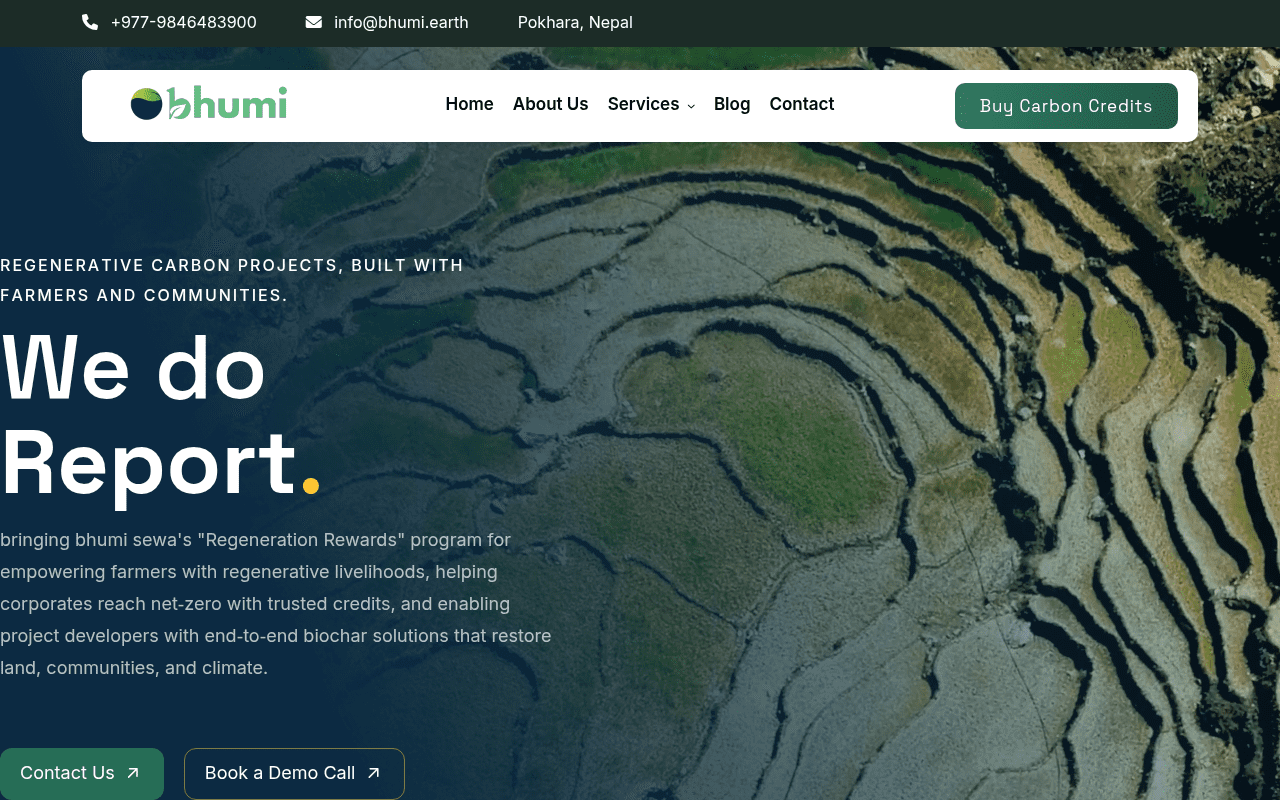 +977-9846483900 info@bhumi.earth Pokhara, Nepal
bhumi Home About Us Services Blog Contact Buy Carbon Credits
REGENERATIVE CARBON PROJECTS, BUILT WITH
FARMERS AND COMMUNITIES.
We do
Report.
bringing bhumi sewa's "Regeneration Rewards" program for
empowering farmers with regenerative livelihoods, helping
corporates reach net-zero with trusted credits, and enabling
project developers with end-to-end biochar solutions that restore
land, communities, and climate.
Contact Us Book a Demo Call